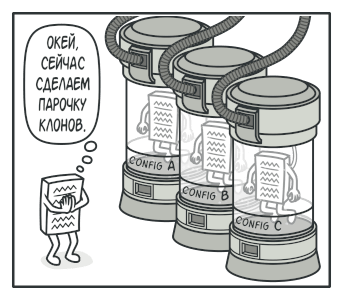 ОКЕЙ,
СЕЙЧАС
СДЕЛАЕМ
ПАРОЧКУ
КЛОНОВ.
CONFIG A
CONFIG B
CONFIG C